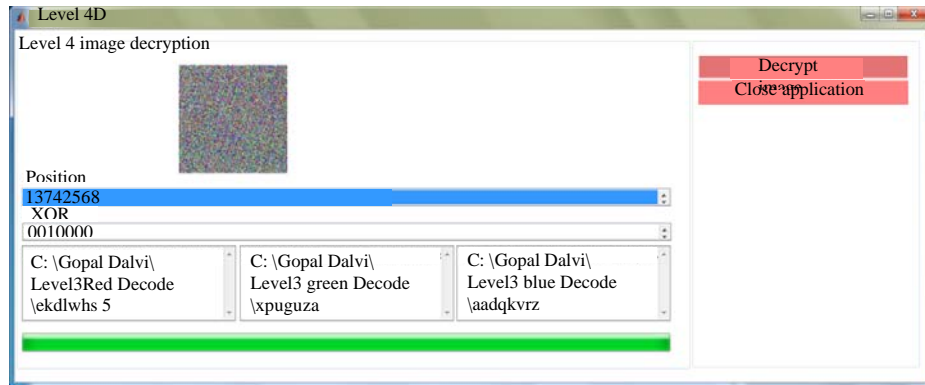 Level 4D
Level 4 image decryption
Position
13742568
XOR
0010000
C: \Gopal Dalvi\
Level3Red Decode
\ekdlwhs 5
C: \Gopal Dalvi\
Level3 green Decode
\xpuguza
C: \Gopal Dalvi\
Level3 blue Decode
\aadqkvrz
Decrypt
image
Close application